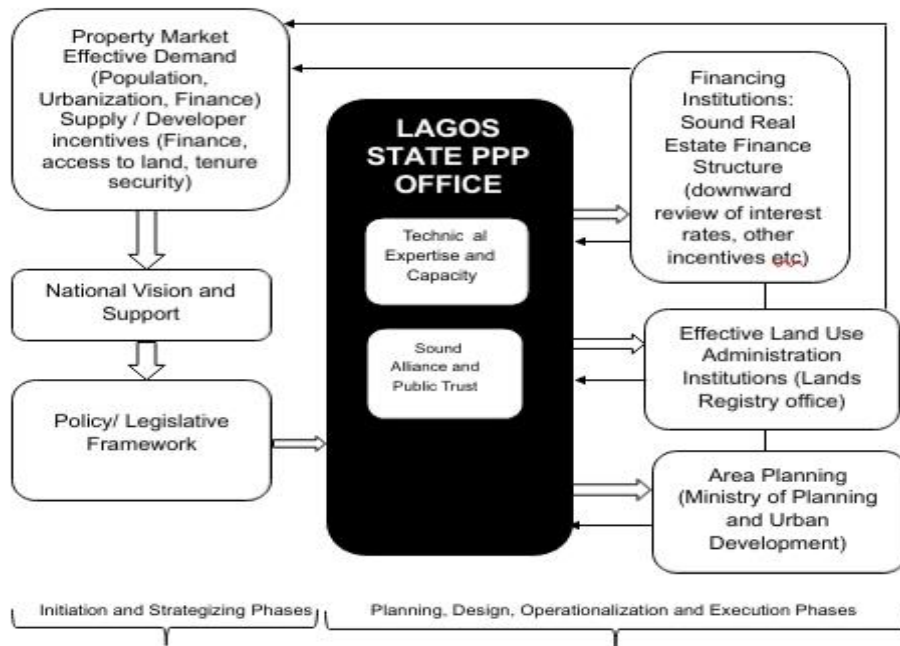 Property Market
Effective Demand
(Population,
Urbanization, Finance)
Supply / Developer
incentives (Finance,
access to land, tenure
security)
National Vision and
Support
Policy/ Legislative
Framework
LAGOS
STATE PPP
OFFICE
Technic al
Expertise and
Capacity
Sound
Alliance and
Public Trust
Financing
Institutions:
Sound Real
Estate Finance
Structure
(downward
review of interest
rates, other
incentives etc)
Effective Land Use
Administration
Institutions (Lands
Registry office)
Area Planning
(Ministry of Planning
and Urban
Development)
Initiation and Strategizing Phases
Planning, Design, Operationalization and Execution Phases